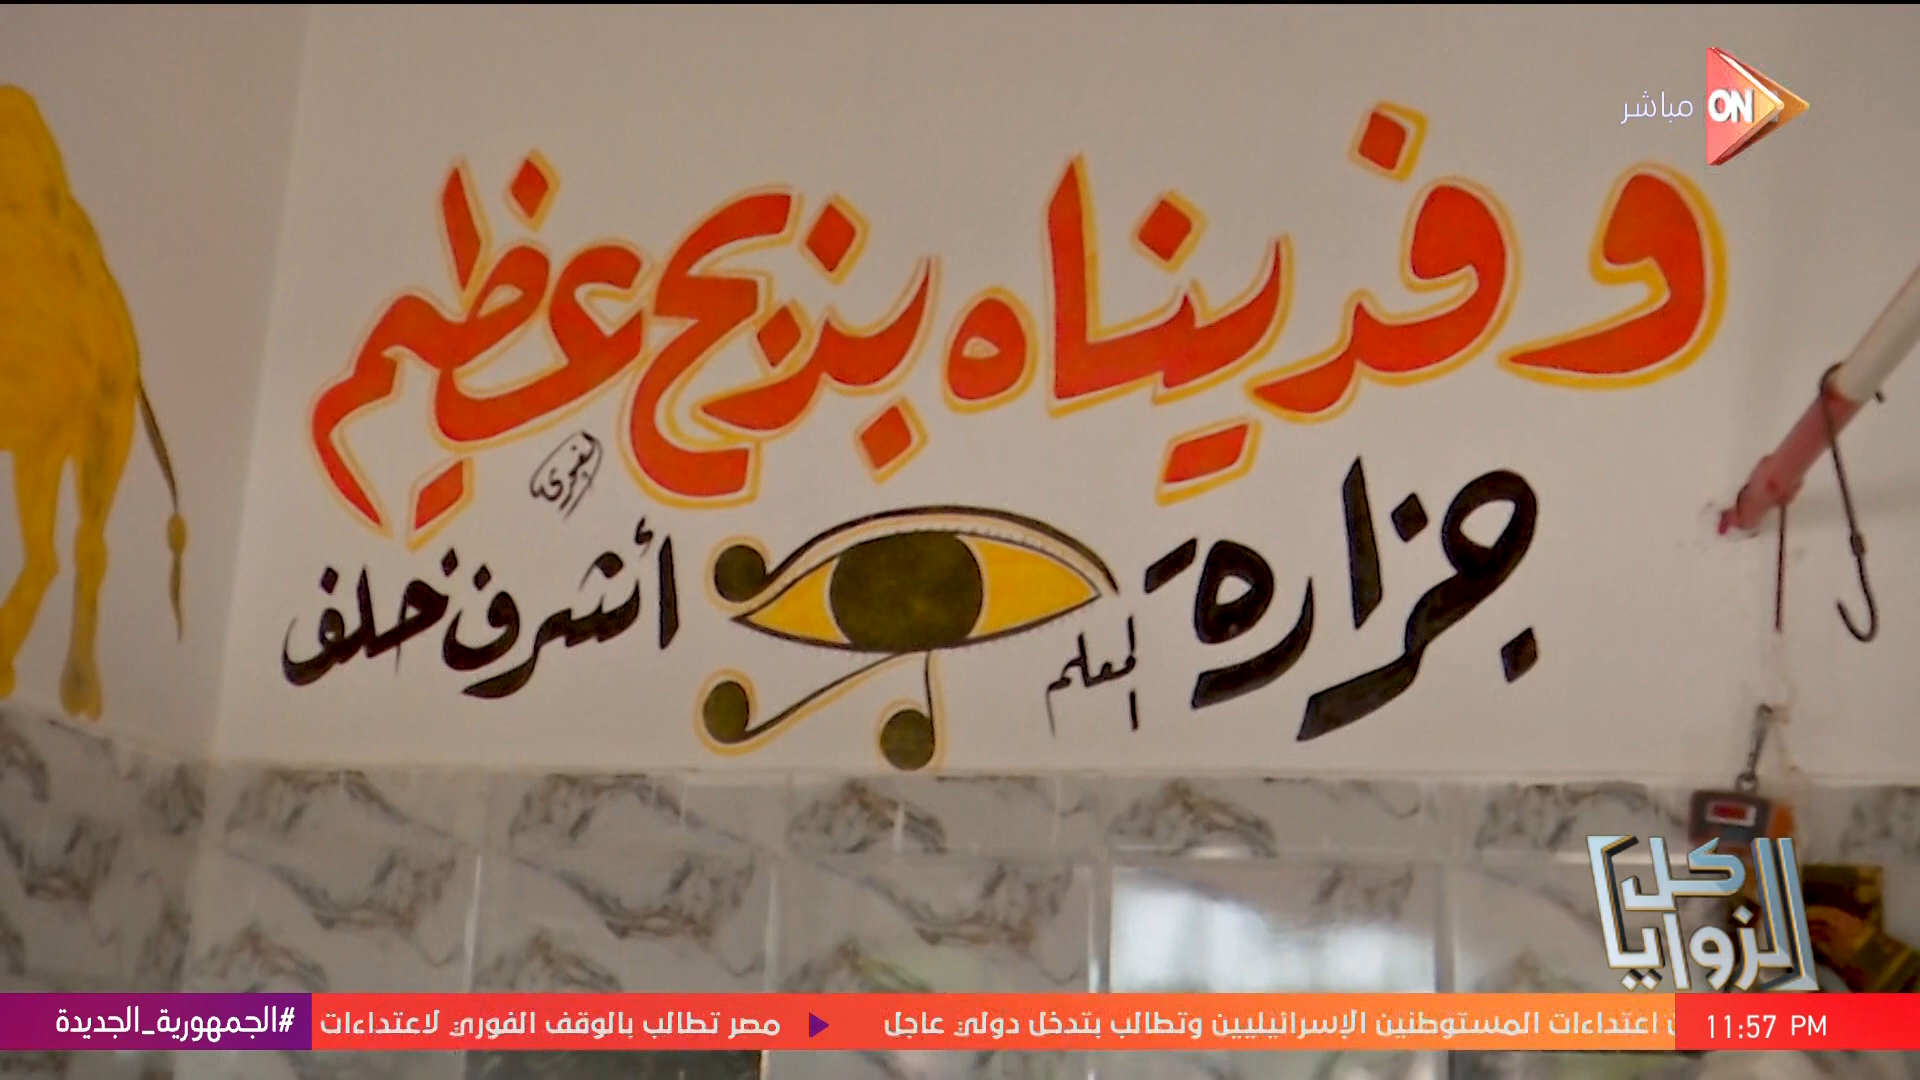 مباشر ON
وفديناه بذبح عظيم
جزارة المعلم أشرف خلف
كل الزوايا
11:57 PM
اعتداءات المستوطنين الإسرائيليين وتطالب بتدخل دولي عاجل
مصر تطالب بالوقف الفوري لاعتداءات
#الجمهورية_الجديدة